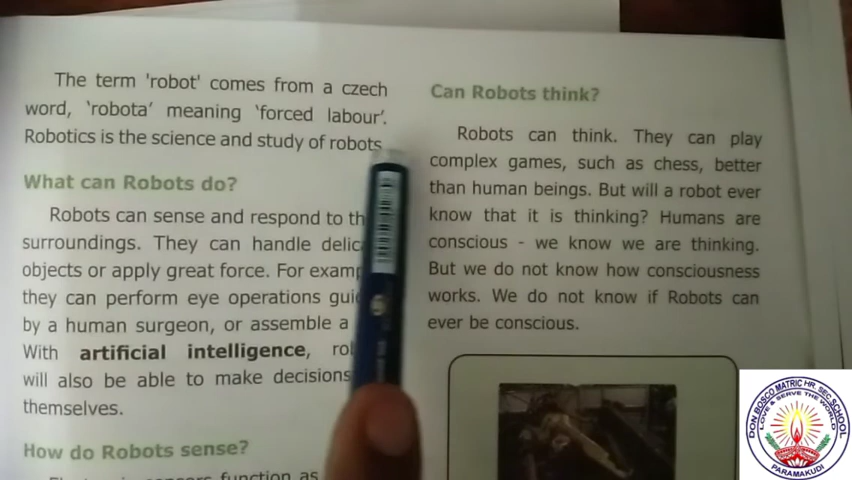 The term 'robot' comes from a czech
word, 'robota' meaning 'forced labour'.
Robotics is the science and study of robots
What can Robots do?
Robots can sense and respond to
surroundings. They can handle
objects or apply great force. For
they can perform eye operations
by a human surgeon, or assemble a
With artificial intelligence,
will also be able to make decisions
themselves.
How do Robots sense?
function as
Can Robots think?
Robots can think. They can play
complex games, such as chess, better
than human beings. But will a robot ever
know that it is thinking? Humans are
conscious - we know we are thinking.
But we do not know how consciousness
works. We do not know if Robots can
ever be conscious.
DON BOSCO MATRIC HR. SEC. SCHOOL
LOVE & SERVE THE WORLD
PARAMAKUDI